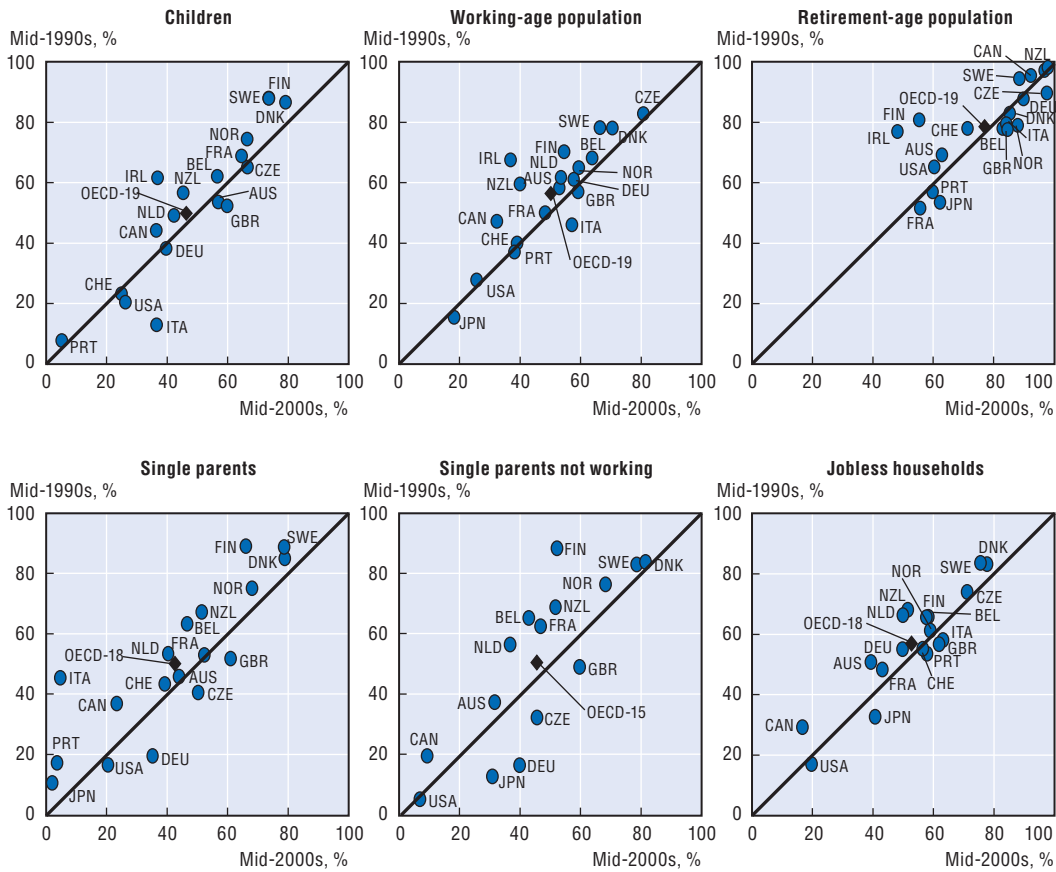 Children
Mid-1990s, %
100
80
60
40
20
0
FIN
SWE
DNK
NOR
FRA
BEL
CZE
IRL
NZL
OECD-19
AUS
NLD
GBR
CAN
DEU
CHE
USA
ITA
PRT
0 20 40 60 80 100
Mid-2000s, %
Working-age population
Mid-1990s, %
100
80
60
40
20
0
CZE
SWE
DNK
FIN
BEL
IRL
NLD
NOR
NZL
AUS
DEU
GBR
CAN
FRA
ITA
CHE
PRT
OECD-19
USA
JPN
0 20 40 60 80 100
Mid-2000s, %
Retirement-age population
Mid-1990s, %
100
80
60
40
20
0
CAN
NZL
SWE
CZE
OECD-19
DEU
FIN
DNK
IRL
CHE
ITA
AUS
BEL
USA
GBR
NOR
PRT
JPN
FRA
0 20 40 60 80 100
Mid-2000s, %
Single parents
Mid-1990s, %
100
80
60
40
20
0
SWE
FIN
DNK
NOR
NZL
BEL
NLD
FRA
OECD-18
GBR
ITA
CHE
AUS
CZE
CAN
PRT
USA
DEU
JPN
0 20 40 60 80 100
Mid-2000s, %
Single parents not working
Mid-1990s, %
100
80
60
40
20
0
FIN
SWE
DNK
NOR
NZL
BEL
FRA
NLD
GBR
AUS
OECD-15
CZE
CAN
DEU
JPN
USA
0 20 40 60 80 100
Mid-2000s, %
Jobless households
Mid-1990s, %
100
80
60
40
20
0
DNK
NOR
SWE
CZE
NZL
FIN
NLD
BEL
OECD-18
ITA
DEU
GBR
AUS
PRT
FRA
CHE
JPN
CAN
USA
0 20 40 60 80 100
Mid-2000s, %